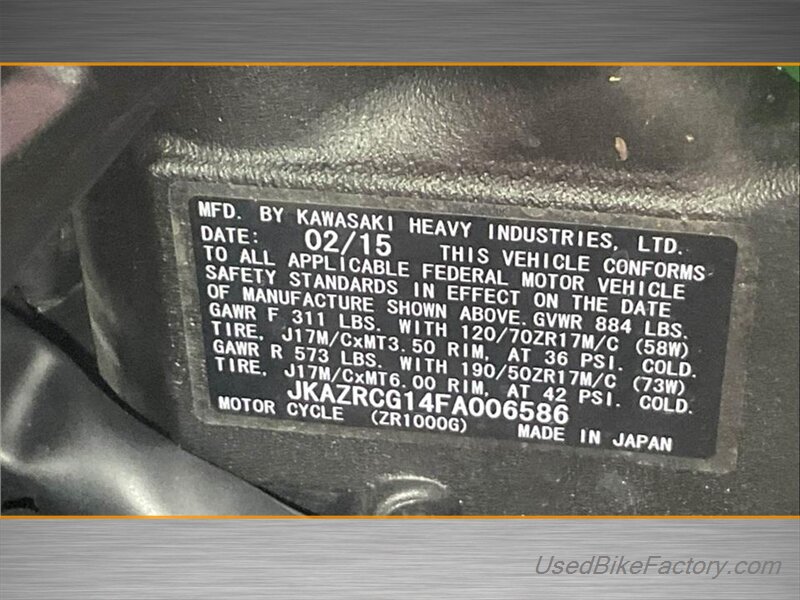 MFD. BY KAWASAKI HEAVY INDUSTRIES, LTD.
DATE: 02/15 THIS VEHICLE CONFORMS
TO ALL APPLICABLE FEDERAL MOTOR VEHICLE
SAFETY STANDARDS IN EFFECT ON THE DATE
OF MANUFACTURE SHOWN ABOVE. GVWR 884 LBS.
GAWR F 311 LBS. WITH 120/70ZR17M/C (58W)
TIRE, J17M/CxMT3.50 RIM, AT 36 PSI. COLD.
GAWR R 573 LBS. WITH 190/50ZR17M/C (73W)
TIRE, J17M/CxMT6.00 RIM, AT 42 PSI. COLD.
JKAZRCG14FA006586
MOTOR CYCLE (ZR1000G) MADE IN JAPAN
UsedBikeFactory.com